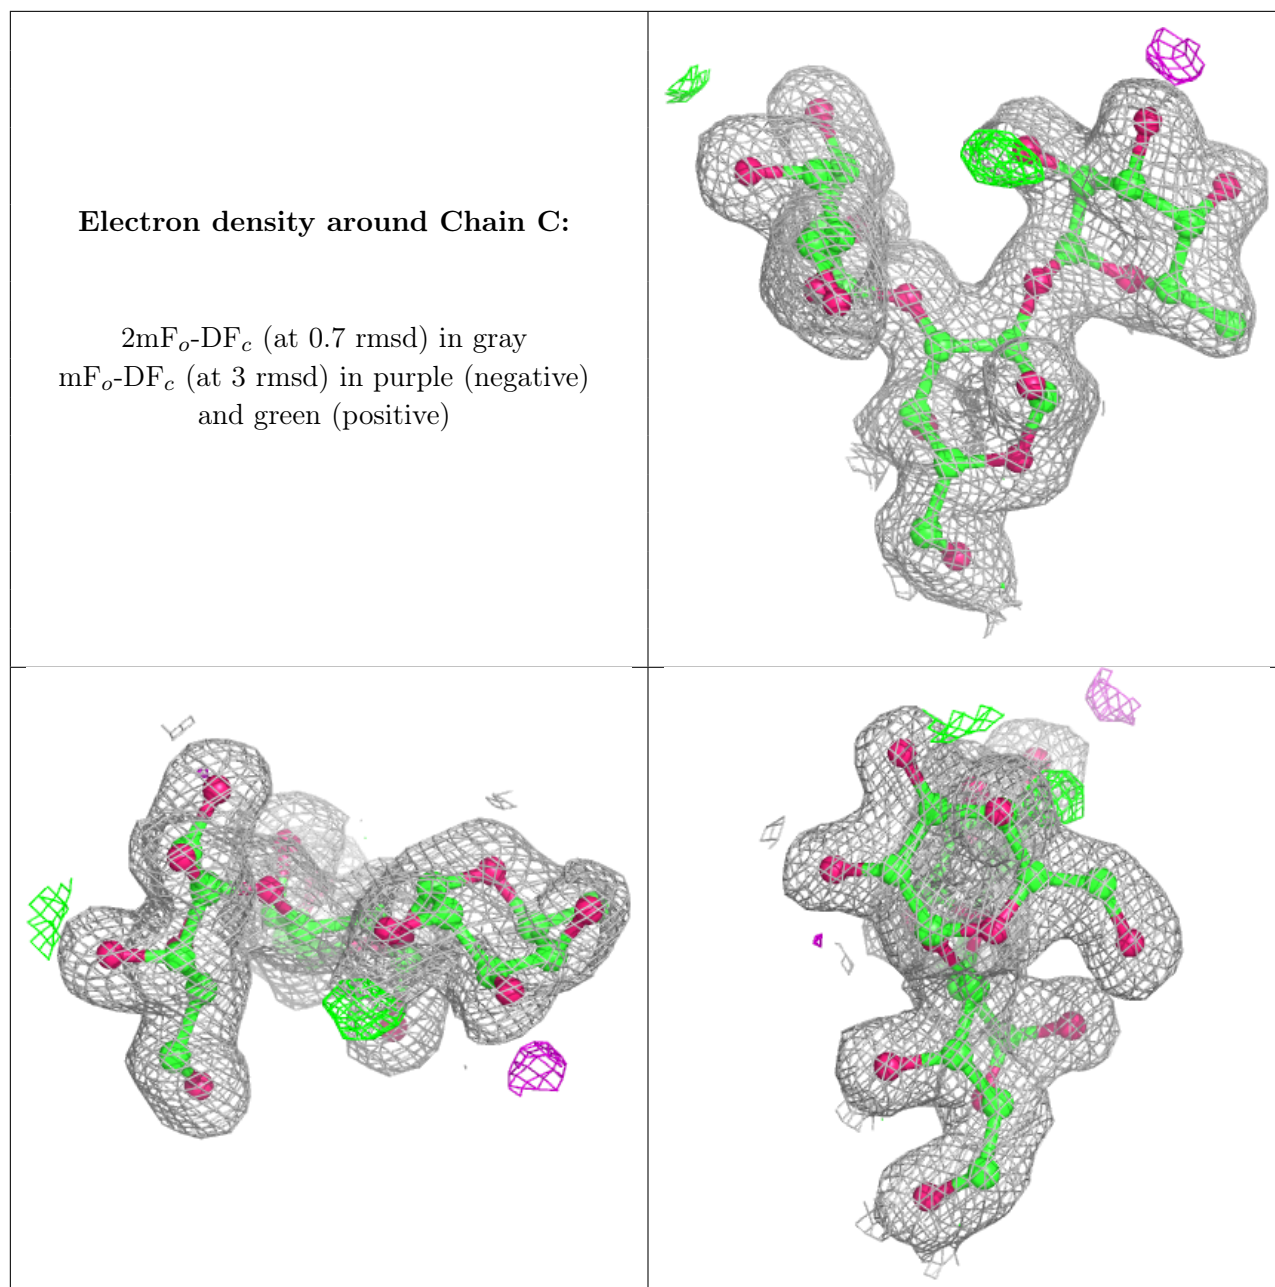 Electron density around Chain C:
2mFo-DFc (at 0.7 rmsd) in gray
mFo-DFc (at 3 rmsd) in purple (negative)
and green (positive)